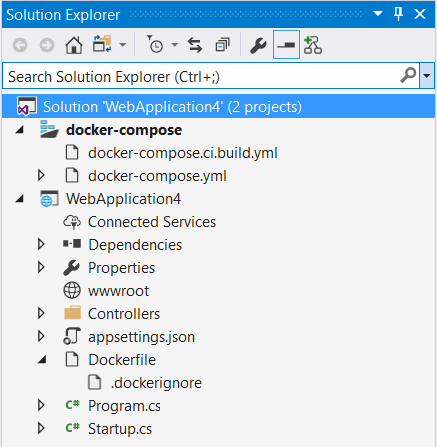 Solution Explorer
Search Solution Explorer (Ctrl+;)
Solution 'WebApplication4' (2 projects)
docker-compose
docker-compose.ci.build.yml
docker-compose.yml
WebApplication4
Connected Services
Dependencies
Properties
wwwroot
Controllers
appsettings.json
Dockerfile
.dockerignore
C# Program.cs
C# Startup.cs